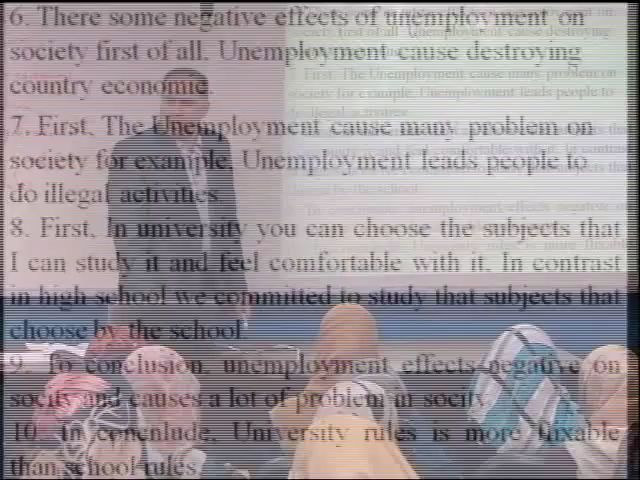 6. There some negative effects of unemployment on
society first of all. Unemployment cause destroying
country economic.
7. First, The Unemployment cause many problem on
society for example, Unemployment leads people to
do illegal activities
8. First, In university you can choose the subjects that
I can study it and feel comfortable with it. In contrast
in high school we committed to study that subjects that
choose by the school.
9. To conclusion, unemployment effects negative on
socity and causes a lot of problem in socity.
10. In conenlude, University rules is more flixable
than school rules